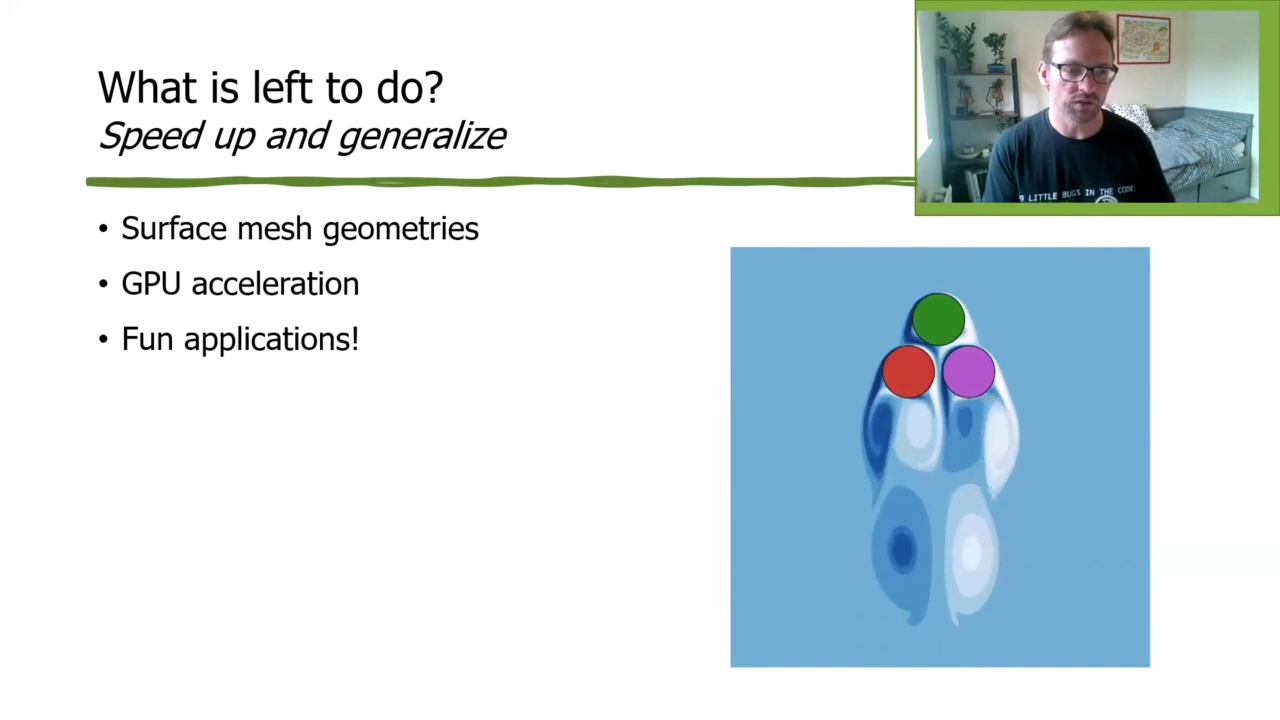 What is left to do?
Speed up and generalize
• Surface mesh geometries
• GPU acceleration
• Fun applications!
LITTLE BUGS IN THE CODE